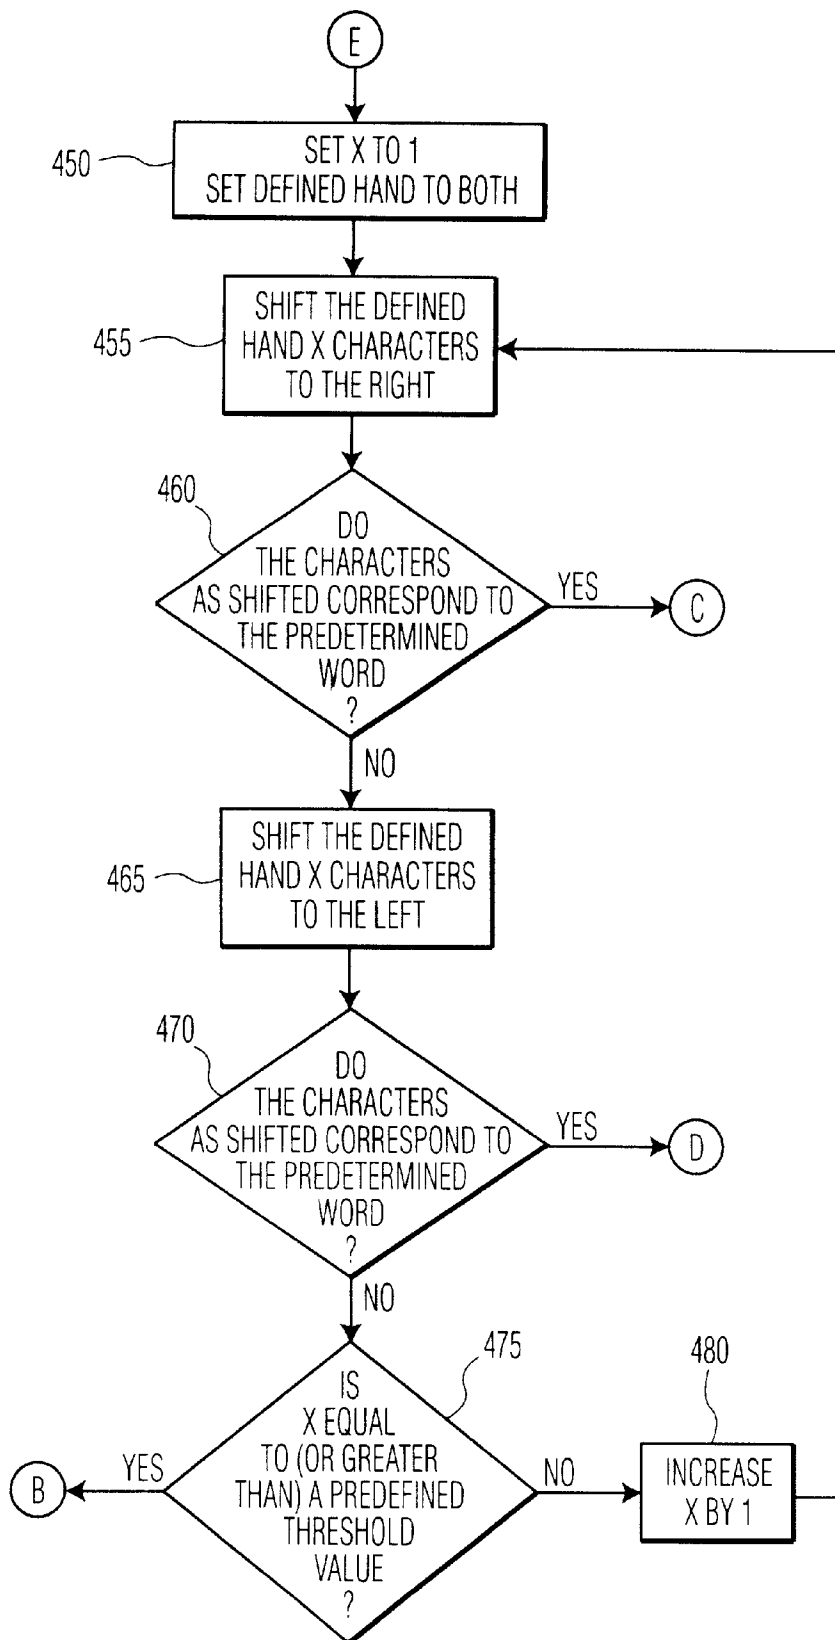 E
450
SET X TO 1
SET DEFINED HAND TO BOTH
455
SHIFT THE DEFINED
HAND X CHARACTERS
TO THE RIGHT
460
DO
THE CHARACTERS
AS SHIFTED CORRESPOND TO
THE PREDETERMINED
WORD
?
YES
C
NO
465
SHIFT THE DEFINED
HAND X CHARACTERS
TO THE LEFT
470
DO
THE CHARACTERS
AS SHIFTED CORRESPOND TO
THE PREDETERMINED
WORD
?
YES
D
NO
475
IS
X EQUAL
TO (OR GREATER
THAN) A PREDEFINED
THRESHOLD
VALUE
?
YES
B
NO
480
INCREASE
X BY 1